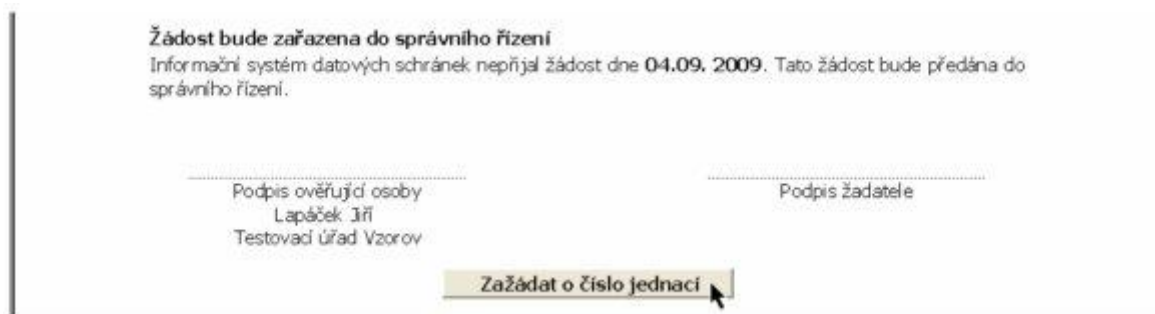 Žádost bude zařazena do správního řízení
Informační systém datových schránek nepřijal žádost dne 04.09. 2009. Tato žádost bude předána do
správního řízení.
Podpis ověřující osoby
Lapáček Jiří
Testovací úřad Vzorov
Podpis žadatele
Zažádat o číslo jednací